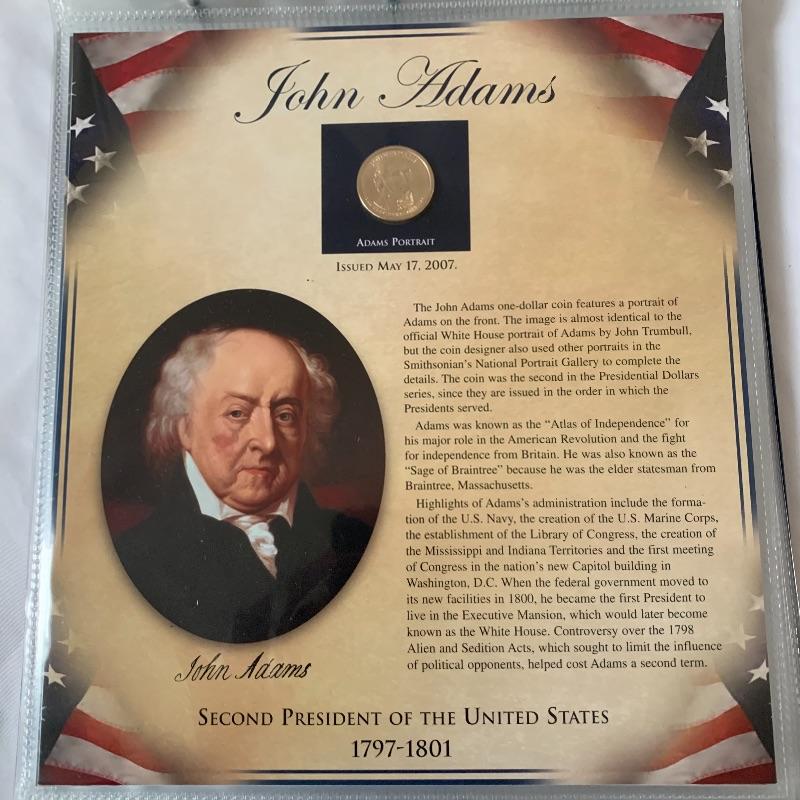 John Adams
ADAMS PORTRAIT
ISSUED MAY 17, 2007.
The John Adams one-dollar coin features a portrait of
Adams on the front. The image is almost identical to the
official White House portrait of Adams by John Trumbull,
but the coin designer also used other portraits in the
Smithsonian's National Portrait Gallery to complete the
details. The coin was the second in the Presidential Dollars
series, since they are issued in the order in which the
Presidents served.
Adams was known as the “Atlas of Independence” for
his major role in the American Revolution and the fight
for independence from Britain. He was also known as the
“Sage of Braintree” because he was the elder statesman from
Braintree, Massachusetts.
Highlights of Adams's administration include the forma-
tion of the U.S. Navy, the creation of the U.S. Marine Corps,
the establishment of the Library of Congress, the creation of
the Mississippi and Indiana Territories and the first meeting
of Congress in the nation's new Capitol building in
Washington, D.C. When the federal government moved to
its new facilities in 1800, he became the first President to
live in the Executive Mansion, which would later become
known as the White House. Controversy over the 1798
Alien and Sedition Acts, which sought to limit the influence
of political opponents, helped cost Adams a second term.
John Adams
SECOND PRESIDENT OF THE UNITED STATES
1797-1801